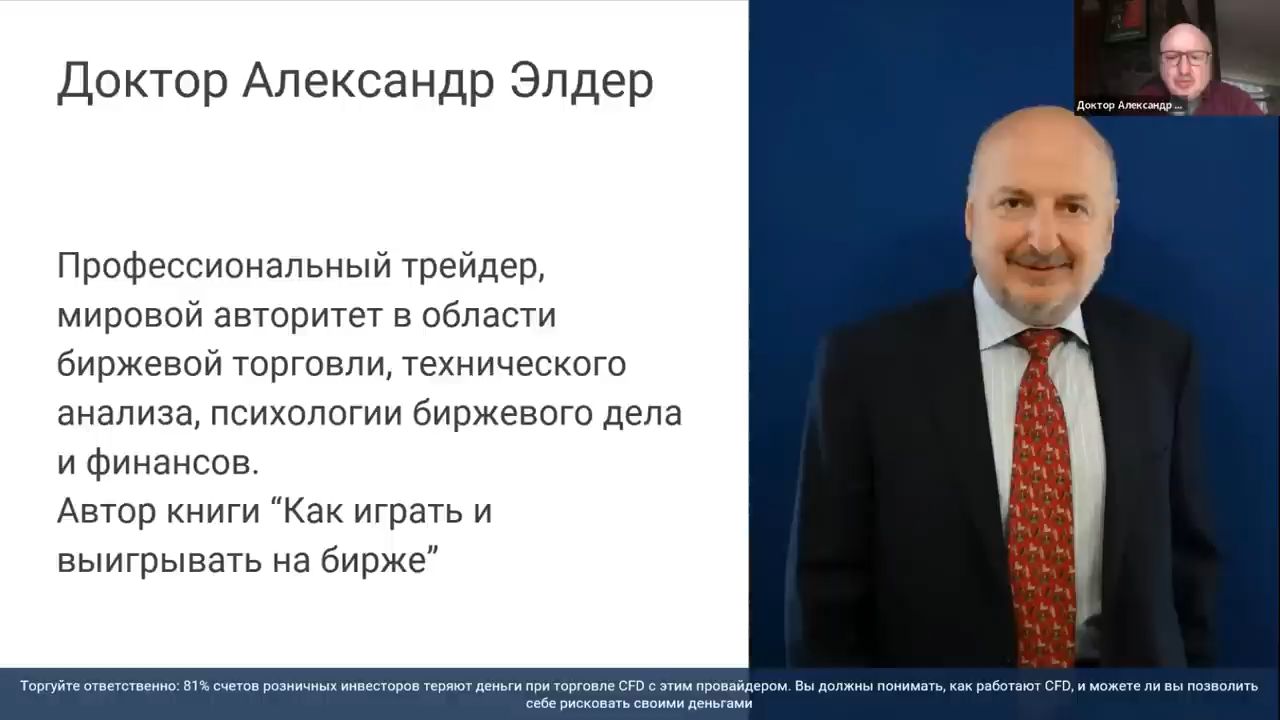 Доктор Александр Элдер
Доктор Александр ...
Профессиональный трейдер,
мировой авторитет в области
биржевой торговли, технического
анализа, психологии биржевого дела
и финансов.
Автор книги “Как играть и
выигрывать на бирже”
Торгуйте ответственно: 81% счетов розничных инвесторов теряют деньги при торговле CFD с этим провайдером. Вы должны понимать, как работают CFD, и можете ли вы позволить
себе рисковать своими деньгами